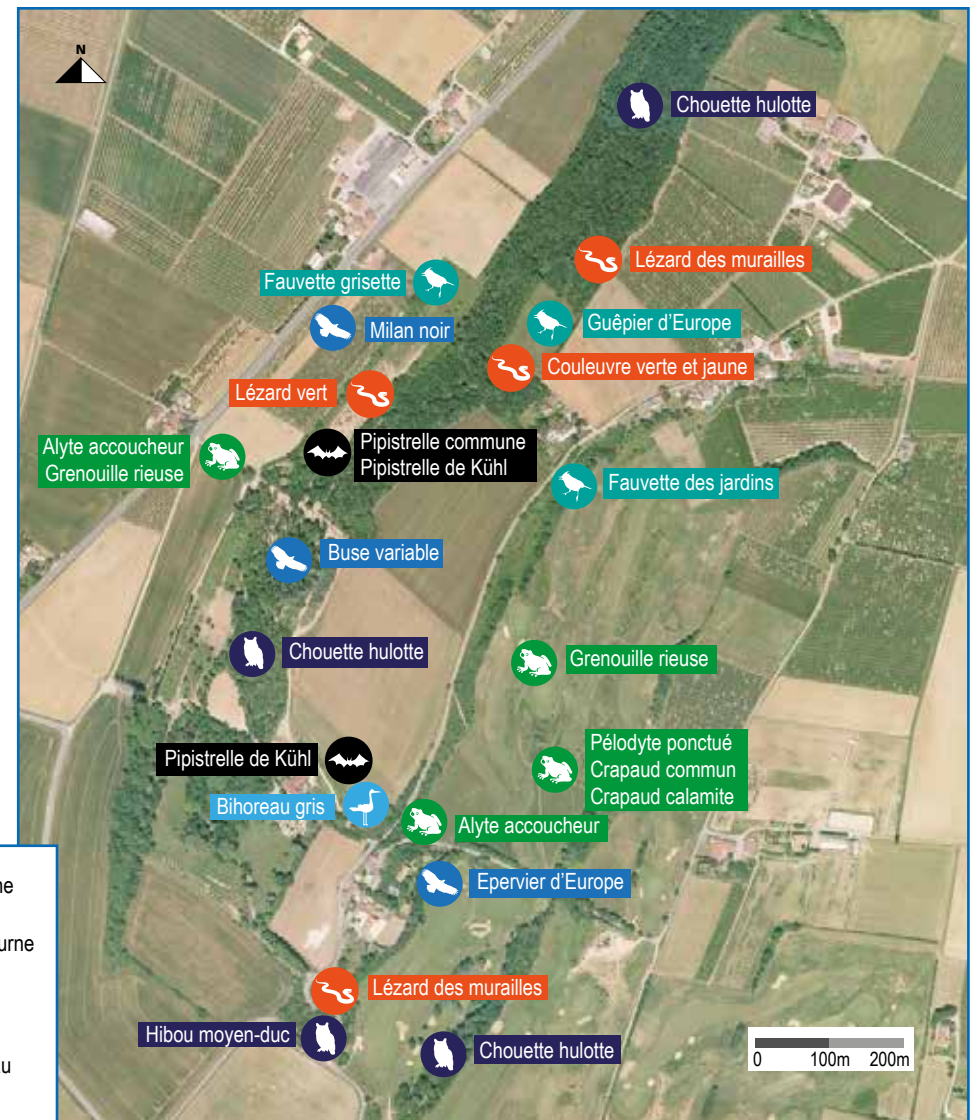 N
Chouette hulotte
Lézard des murailles
Fauvette grisette
Guêpier d'Europe
Milan noir
Couleuvre verte et jaune
Lézard vert
Alyte accoucheur
Grenouille rieuse
Pipistrelle commune
Pipistrelle de Kühl
Fauvette des jardins
Buse variable
Chouette hulotte
Grenouille rieuse
Pipistrelle de Kühl
Pélodyte ponctué
Crapaud commun
Crapaud calamite
Bihoreau gris
Alyte accoucheur
Epervier d'Europe
Lézard des murailles
Hibou moyen-duc
Chouette hulotte
0 100m 200m